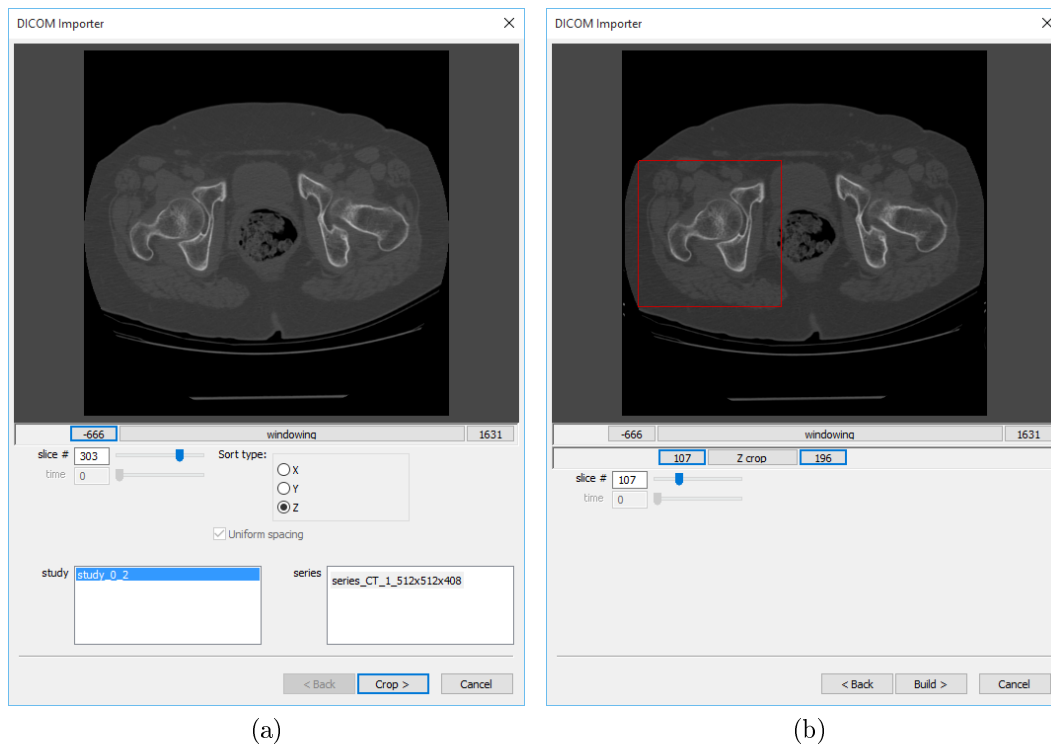 DICOM Importer
-666 windowing 1631
slice # 303 Sort type:
time 0
X
Y
Z
Uniform spacing
study study_0_2 series series_CT_1_512x512x408
< Back Crop > Cancel
(a)
DICOM Importer
-666 windowing 1631
107 Z crop 196
slice # 107
time 0
< Back Build > Cancel
(b)